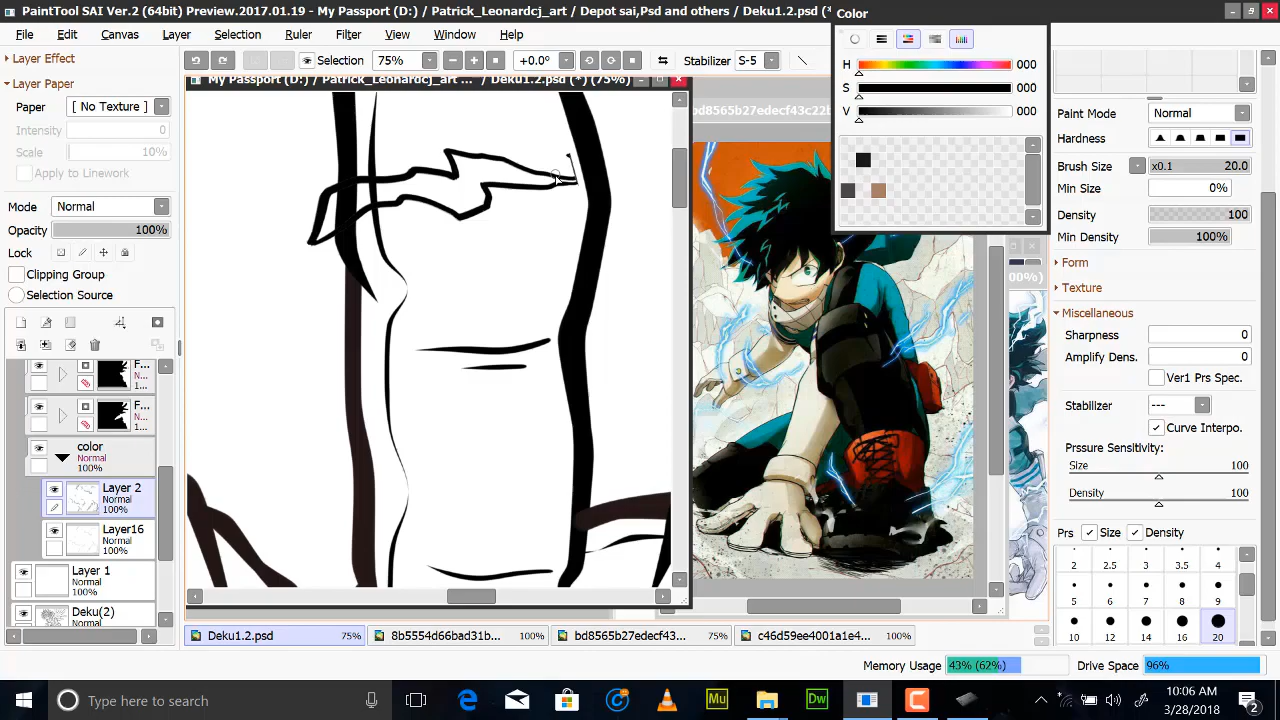 PaintTool SAI Ver.2 (64bit) Preview.2017.01.19 - My Passport (D:) / Patrick_Leonardcj_art / Depot sai,Psd and others / Deku1.2.psd (*
File Edit Canvas Layer Selection Ruler Filter View Window Help
Layer Effect
Layer Paper
Paper [ No Texture ]
Intensity 0
Scale 10%
Apply to Linework
Mode Normal
Opacity 100%
Lock
Clipping Group
Selection Source
F...
N...
1...
F...
N...
1...
color
Normal
100%
Layer 2
Normal
100%
Layer16
Normal
100%
Layer 1
Normal
Deku(2)
100%
Selection 75% +0.0° Stabilizer S-5
My Passport (D:) / Patrick_Leonardcj_art ... / Deku1.2.psd (*) (75%)
bd8565b27edecf43c22b
00%)
Color
H 000
S 000
V 000
Paint Mode Normal
Hardness
Brush Size x0.1 20.0
Min Size 0%
Density 100
Min Density 100%
Form
Texture
Miscellaneous
Sharpness 0
Amplify Dens. 0
Ver1 Prs Spec.
Stabilizer ---
Curve Interpo.
Prssure Sensitivity:
Size 100
Density 100
Prs Size Density
2 2.5 3 3.5 4
5 6 7 8 9
10 12 14 16 20
Deku1.2.psd 75% 8b5554d66bad31b... 100% bd8565b27edecf43... 75% c46d59ee4001a1e4... 100%
Memory Usage 43% (62%) Drive Space 96%
Type here to search
Mu
Dw
10:06 AM
3/28/2018
2